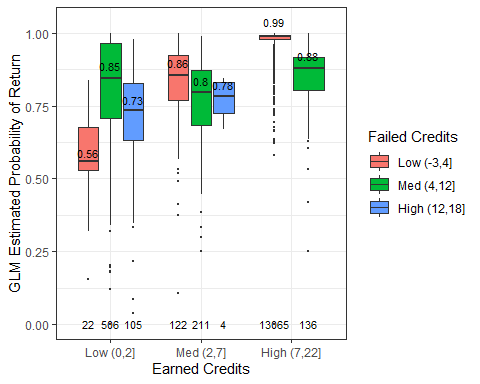 0.99
1.00
0.88
0.86
0.85
0.8
0.78
0.75
0.73
0.56
0.50
0.25
0.00
22 586 105 122 211 4 13865 136
Low (0,2] Med (2,7] High (7,22]
Earned Credits
GLM Estimated Probability of Return
Failed Credits
Low (-3,4]
Med (4,12]
High (12,18]